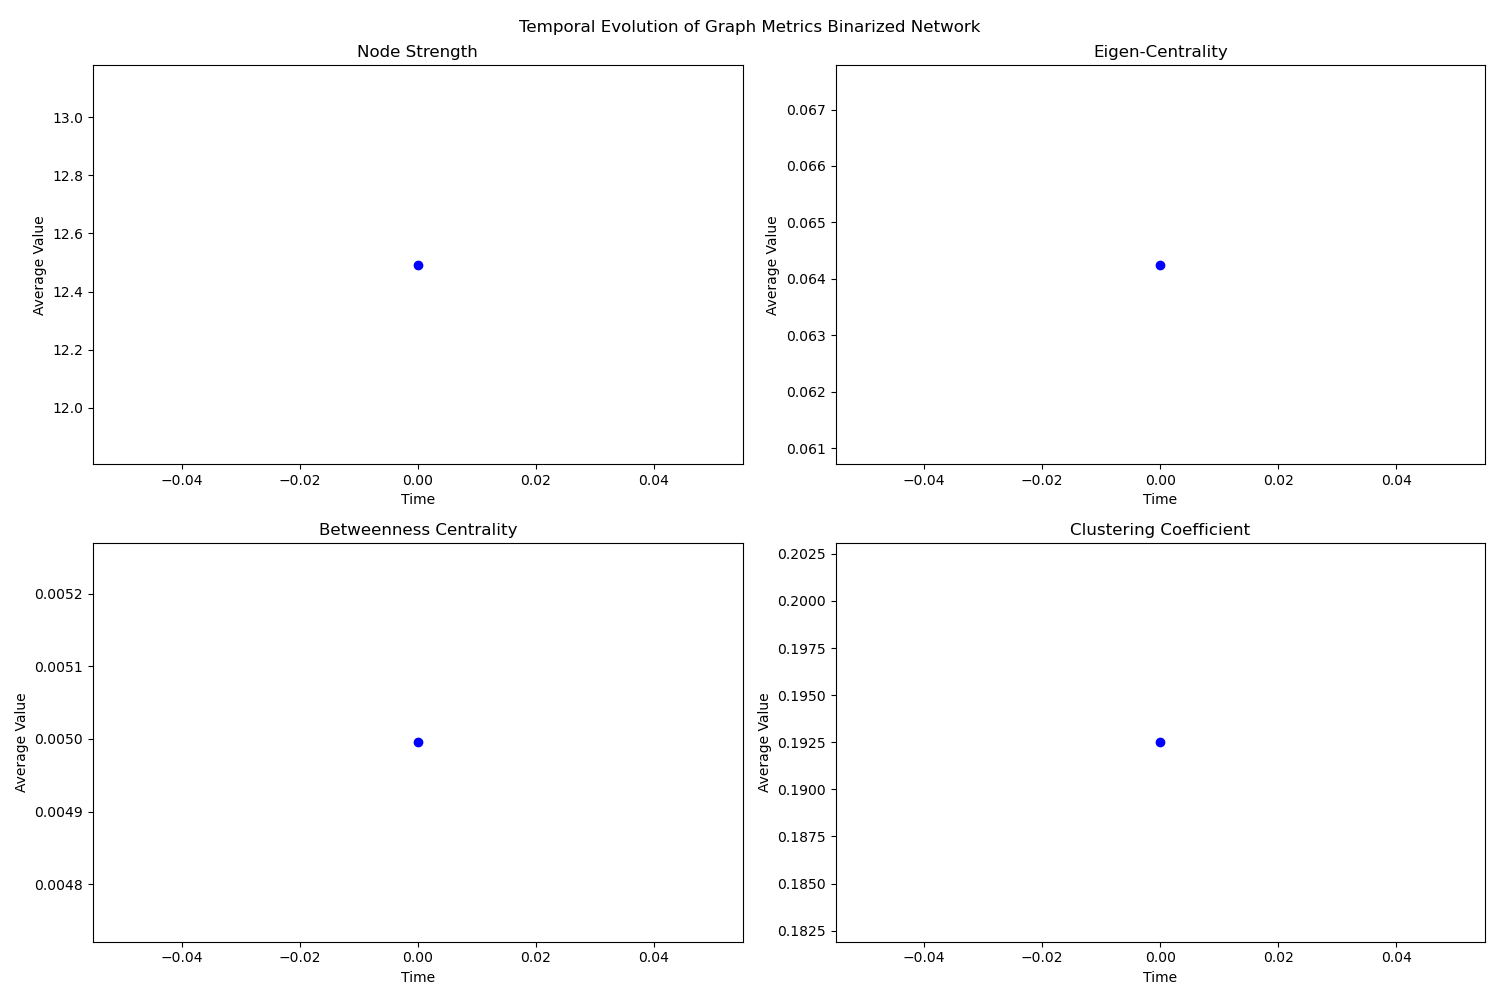 Temporal Evolution of Graph Metrics Binarized Network
Node Strength
Average Value
13.0
12.8
12.6
12.4
12.2
12.0
−0.04 −0.02 0.00 0.02 0.04
Time
Eigen-Centrality
Average Value
0.067
0.066
0.065
0.064
0.063
0.062
0.061
−0.04 −0.02 0.00 0.02 0.04
Time
Betweenness Centrality
Average Value
0.0052
0.0051
0.0050
0.0049
0.0048
−0.04 −0.02 0.00 0.02 0.04
Time
Clustering Coefficient
Average Value
0.2025
0.2000
0.1975
0.1950
0.1925
0.1900
0.1875
0.1850
0.1825
−0.04 −0.02 0.00 0.02 0.04
Time